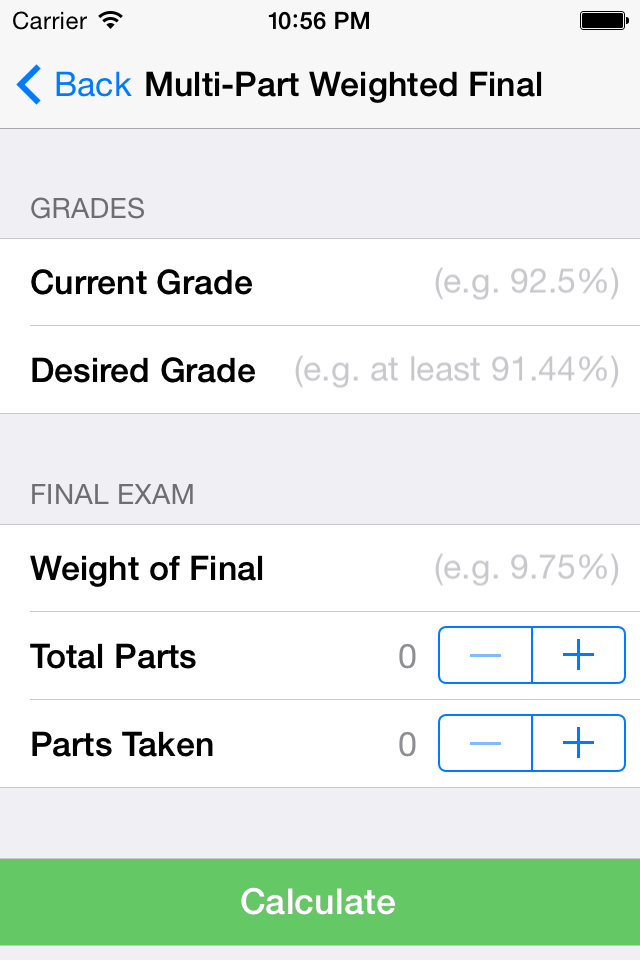 Carrier 10:56 PM
Back Multi-Part Weighted Final
GRADES
Current Grade (e.g. 92.5%)
Desired Grade (e.g. at least 91.44%)
FINAL EXAM
Weight of Final (e.g. 9.75%)
Total Parts 0 — +
Parts Taken 0 — +
Calculate